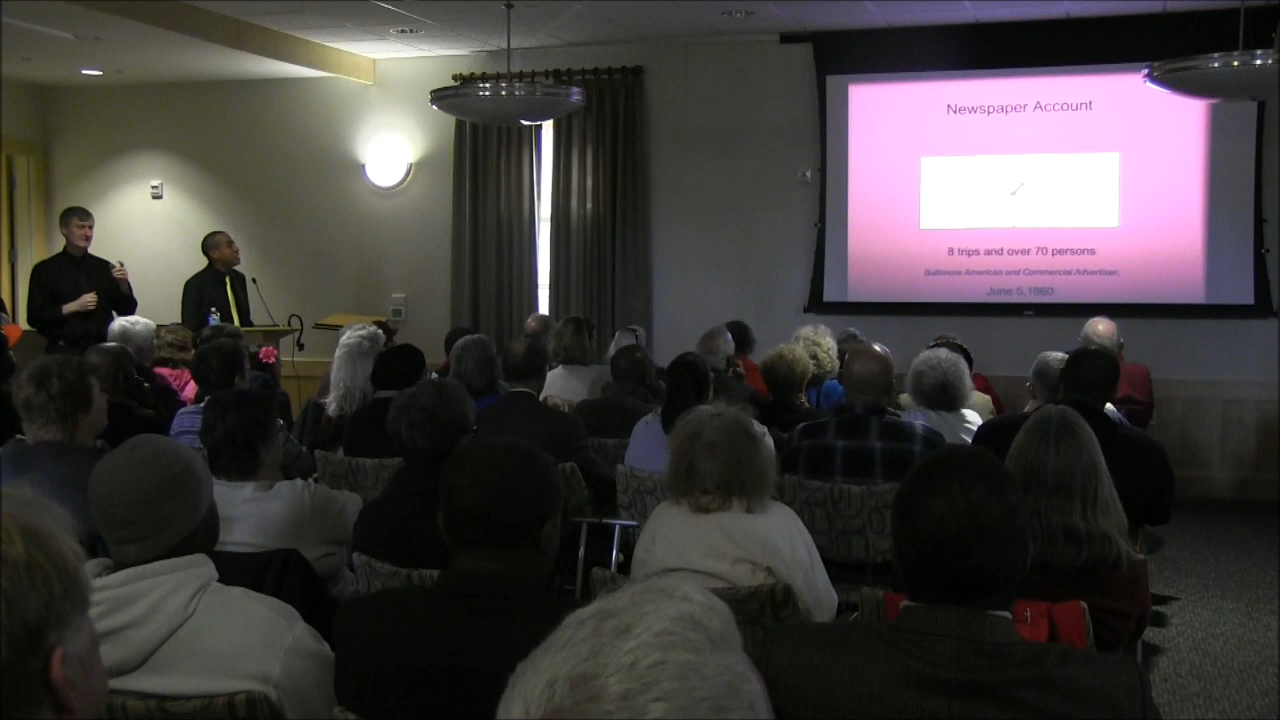 Newspaper Account
8 trips and over 70 persons
Baltimore American and Commercial Advertiser,
June 5,1860